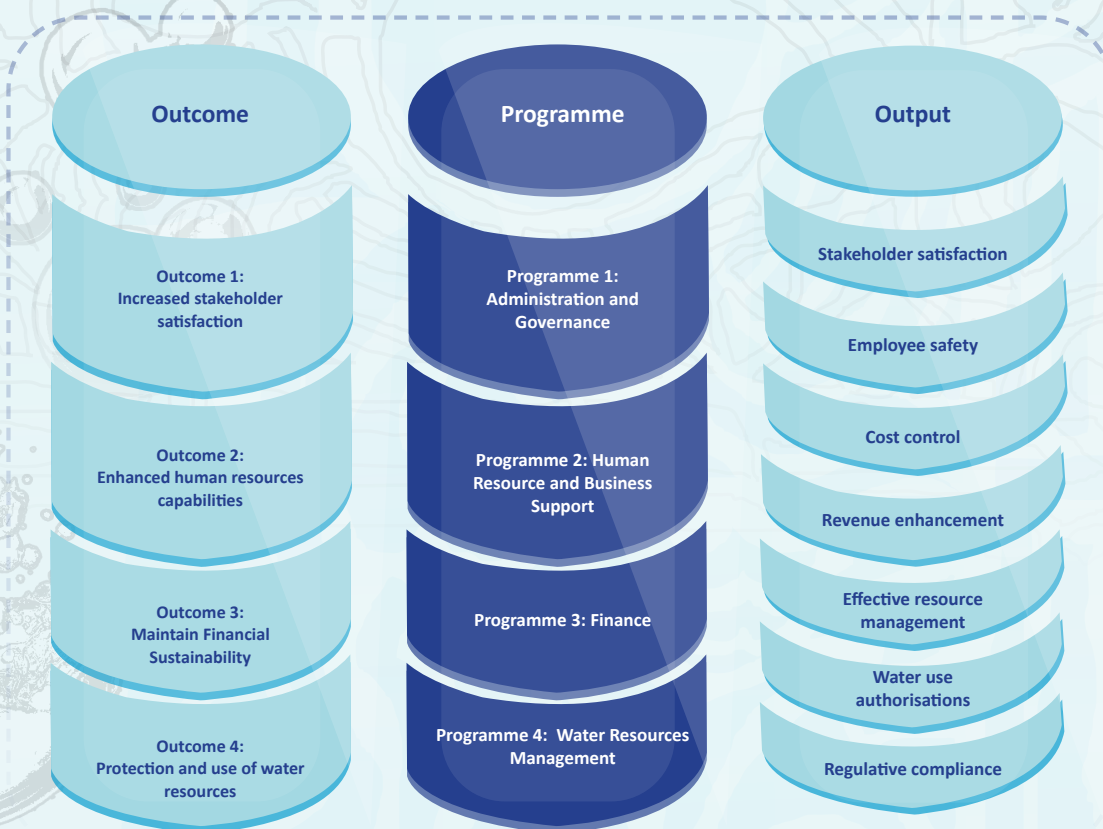 Outcome
Outcome 1:
Increased stakeholder
satisfaction
Outcome 2:
Enhanced human resources
capabilities
Outcome 3:
Maintain Financial
Sustainability
Outcome 4:
Protection and use of water
resources
Programme
Programme 1:
Administration and
Governance
Programme 2: Human
Resource and Business
Support
Programme 3: Finance
Programme 4:  Water Resources
Management
Output
Stakeholder satisfaction
Employee safety
Cost control
Revenue enhancement
Effective resource
management
Water use
authorisations
Regulative compliance